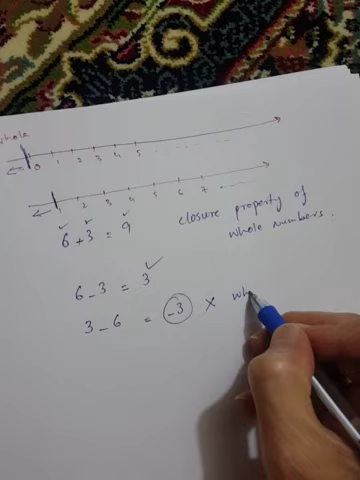 whole
0 1 2 3 4 5
1 2 3 4 5 6 7
closure property of
whole numbers.
6 + 3 = 9
6 - 3 = 3
3 - 6 = -3 × wh